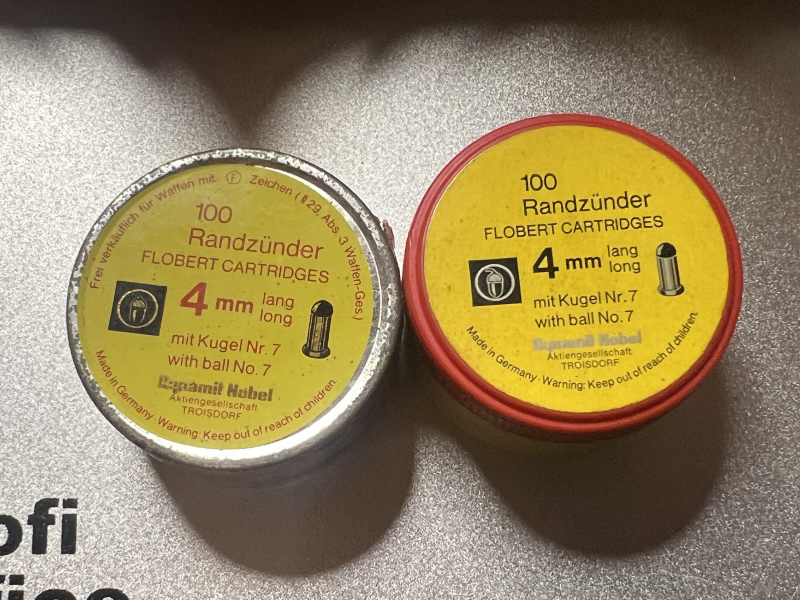 Frei verkäuflich für Waffen mit F Zeichen (§ 29, Abs. 3 Waffen-Ges.)
100
Randzünder
FLOBERT CARTRIDGES
4 mm lang
long
mit Kugel Nr. 7
with ball No. 7
Dynamit Nobel
Aktiengesellschaft
TROISDORF
Made in Germany · Warning: Keep out of reach of children.
100
Randzünder
FLOBERT CARTRIDGES
4 mm lang
long
mit Kugel Nr. 7
with ball No. 7
Dynamit Nobel
Aktiengesellschaft
TROISDORF
Made in Germany · Warning: Keep out of reach of children.
ofi